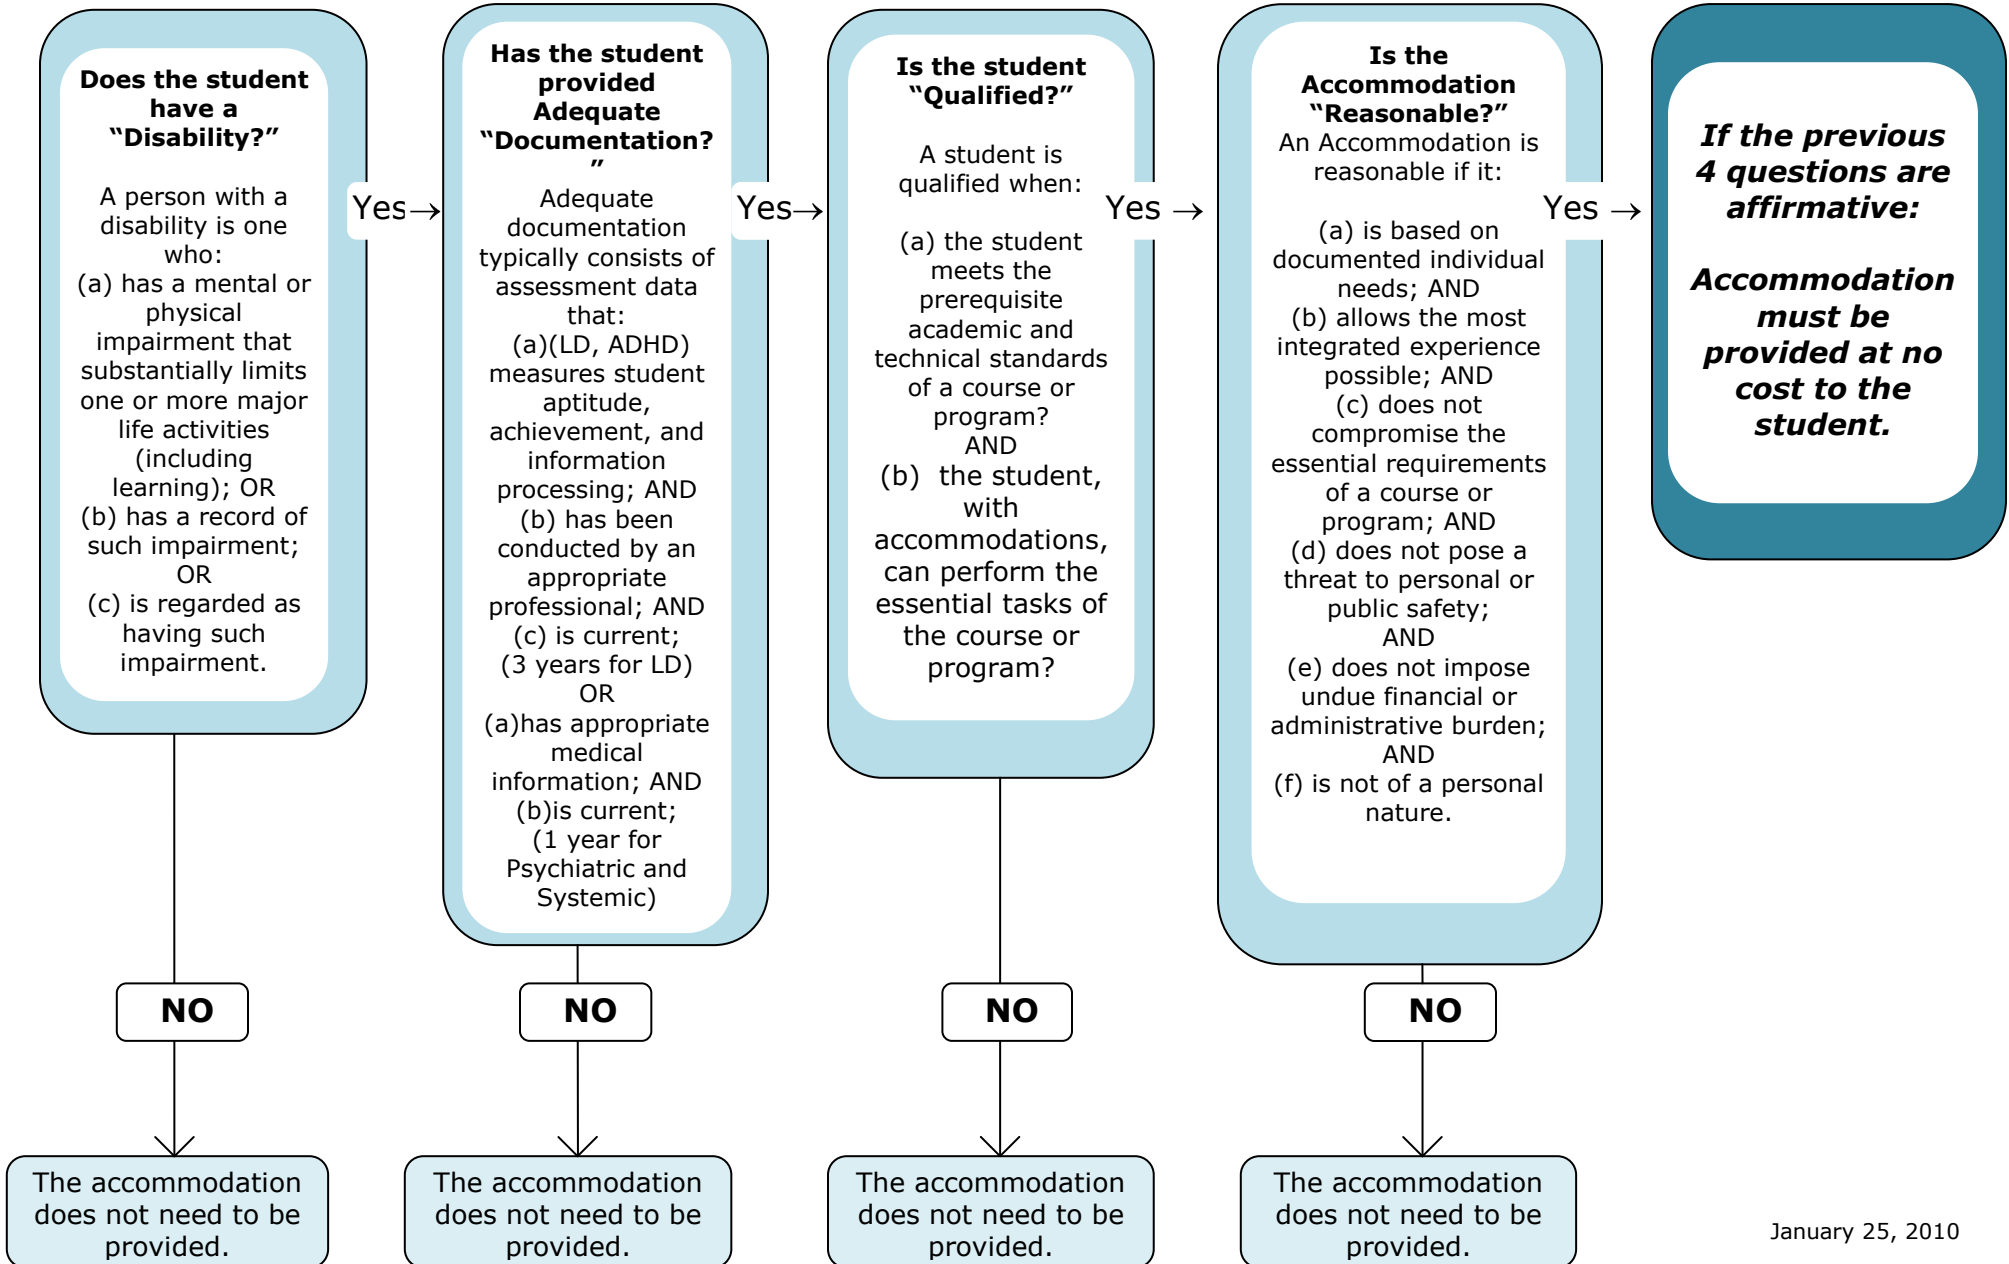 Does the student
have a
“Disability?”
A person with a
disability is one
who:
(a) has a mental or
physical
impairment that
substantially limits
one or more major
life activities
(including
learning); OR
(b) has a record of
such impairment;
OR
(c) is regarded as
having such
impairment.
Yes→
Has the student
provided
Adequate
“Documentation?
”
Adequate
documentation
typically consists of
assessment data
that:
(a)(LD, ADHD)
measures student
aptitude,
achievement, and
information
processing; AND
(b) has been
conducted by an
appropriate
professional; AND
(c) is current;
(3 years for LD)
OR
(a)has appropriate
medical
information; AND
(b)is current;
(1 year for
Psychiatric and
Systemic)
Yes→
Is the student
“Qualified?”
A student is
qualified when:
(a) the student
meets the
prerequisite
academic and
technical standards
of a course or
program?
AND
(b) the student,
with
accommodations,
can perform the
essential tasks of
the course or
program?
Yes →
Is the
Accommodation
“Reasonable?”
An Accommodation is
reasonable if it:
(a) is based on
documented individual
needs; AND
(b) allows the most
integrated experience
possible; AND
(c) does not
compromise the
essential requirements
of a course or
program; AND
(d) does not pose a
threat to personal or
public safety;
AND
(e) does not impose
undue financial or
administrative burden;
AND
(f) is not of a personal
nature.
Yes →
If the previous
4 questions are
affirmative:
Accommodation
must be
provided at no
cost to the
student.
NO
NO
NO
NO
The accommodation
does not need to be
provided.
The accommodation
does not need to be
provided.
The accommodation
does not need to be
provided.
The accommodation
does not need to be
provided.
January 25, 2010